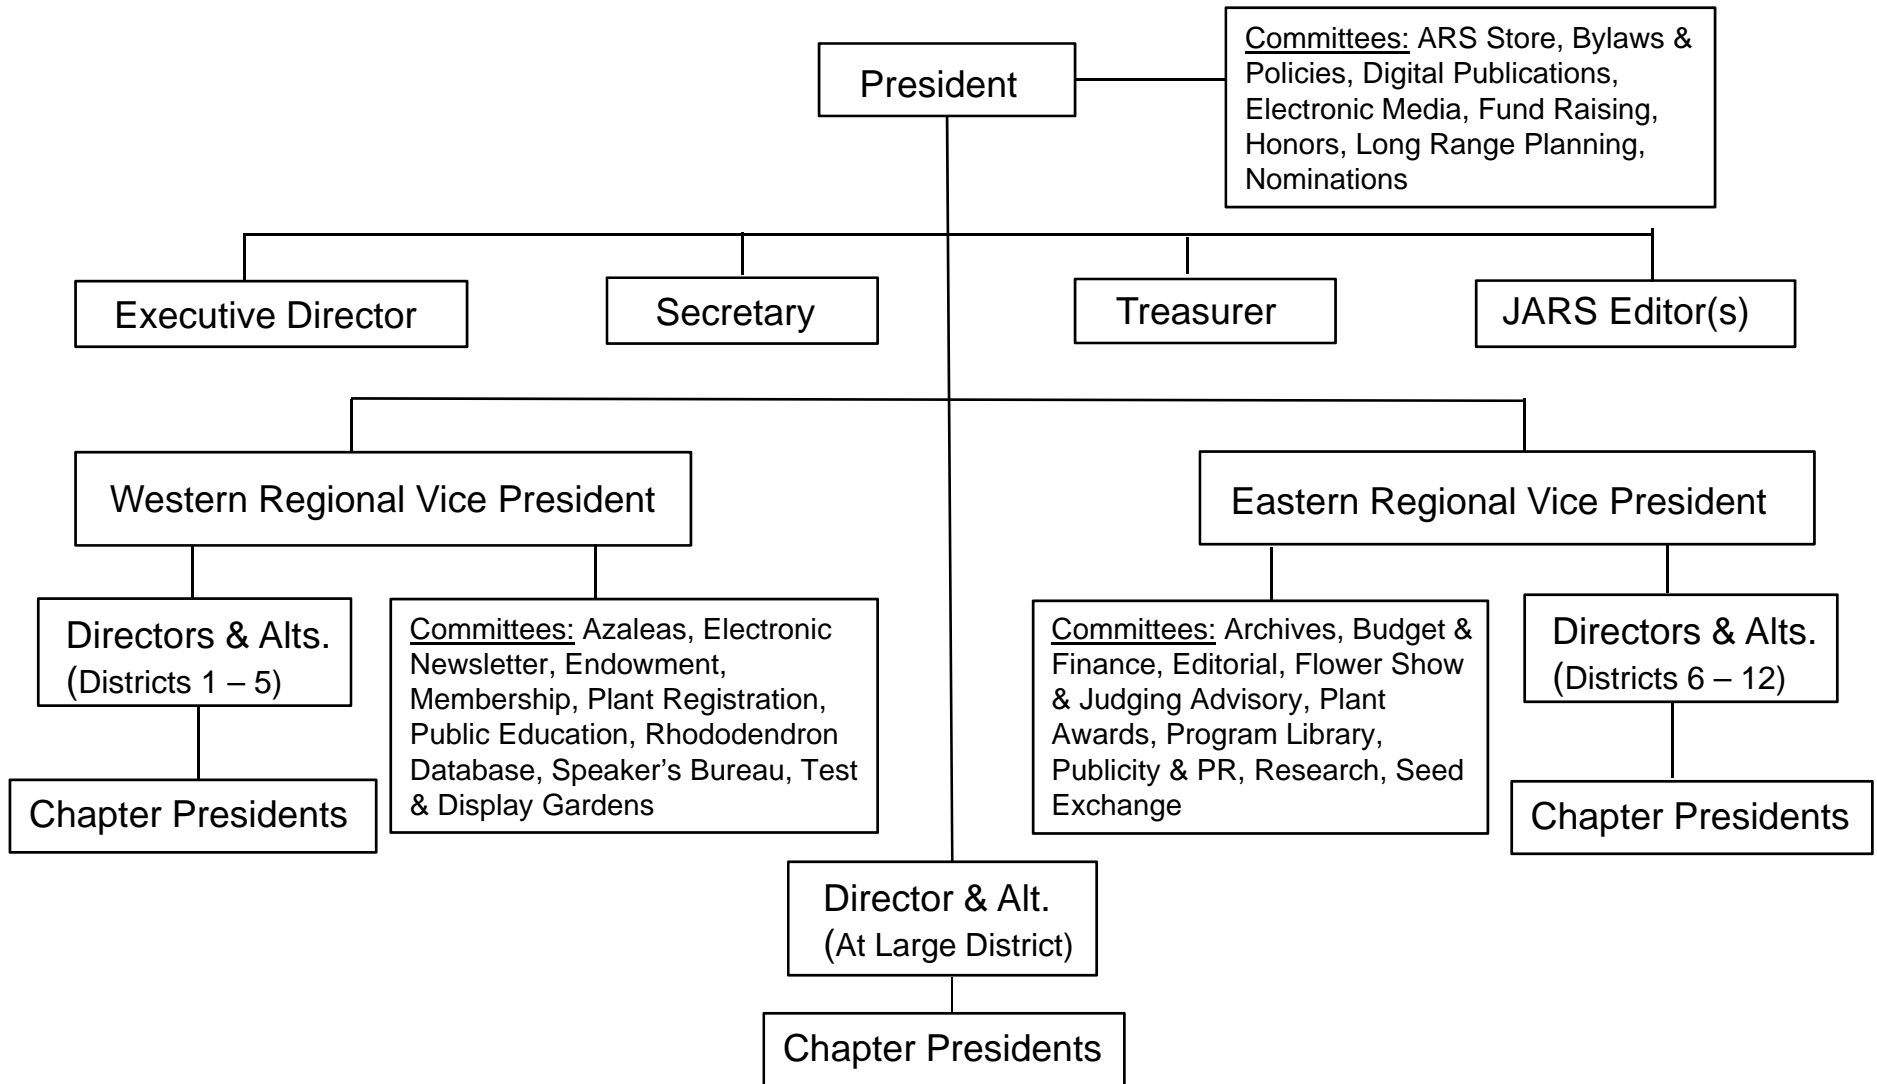 President
Committees: ARS Store, Bylaws &
Policies, Digital Publications,
Electronic Media, Fund Raising,
Honors, Long Range Planning,
Nominations
Executive Director
Secretary
Treasurer
JARS Editor(s)
Western Regional Vice President
Eastern Regional Vice President
Directors & Alts.
(Districts 1 – 5)
Committees: Azaleas, Electronic
Newsletter, Endowment,
Membership, Plant Registration,
Public Education, Rhododendron
Database, Speaker’s Bureau, Test
& Display Gardens
Committees: Archives, Budget &
Finance, Editorial, Flower Show
& Judging Advisory, Plant
Awards, Program Library,
Publicity & PR, Research, Seed
Exchange
Directors & Alts.
(Districts 6 – 12)
Chapter Presidents
Chapter Presidents
Director & Alt.
(At Large District)
Chapter Presidents